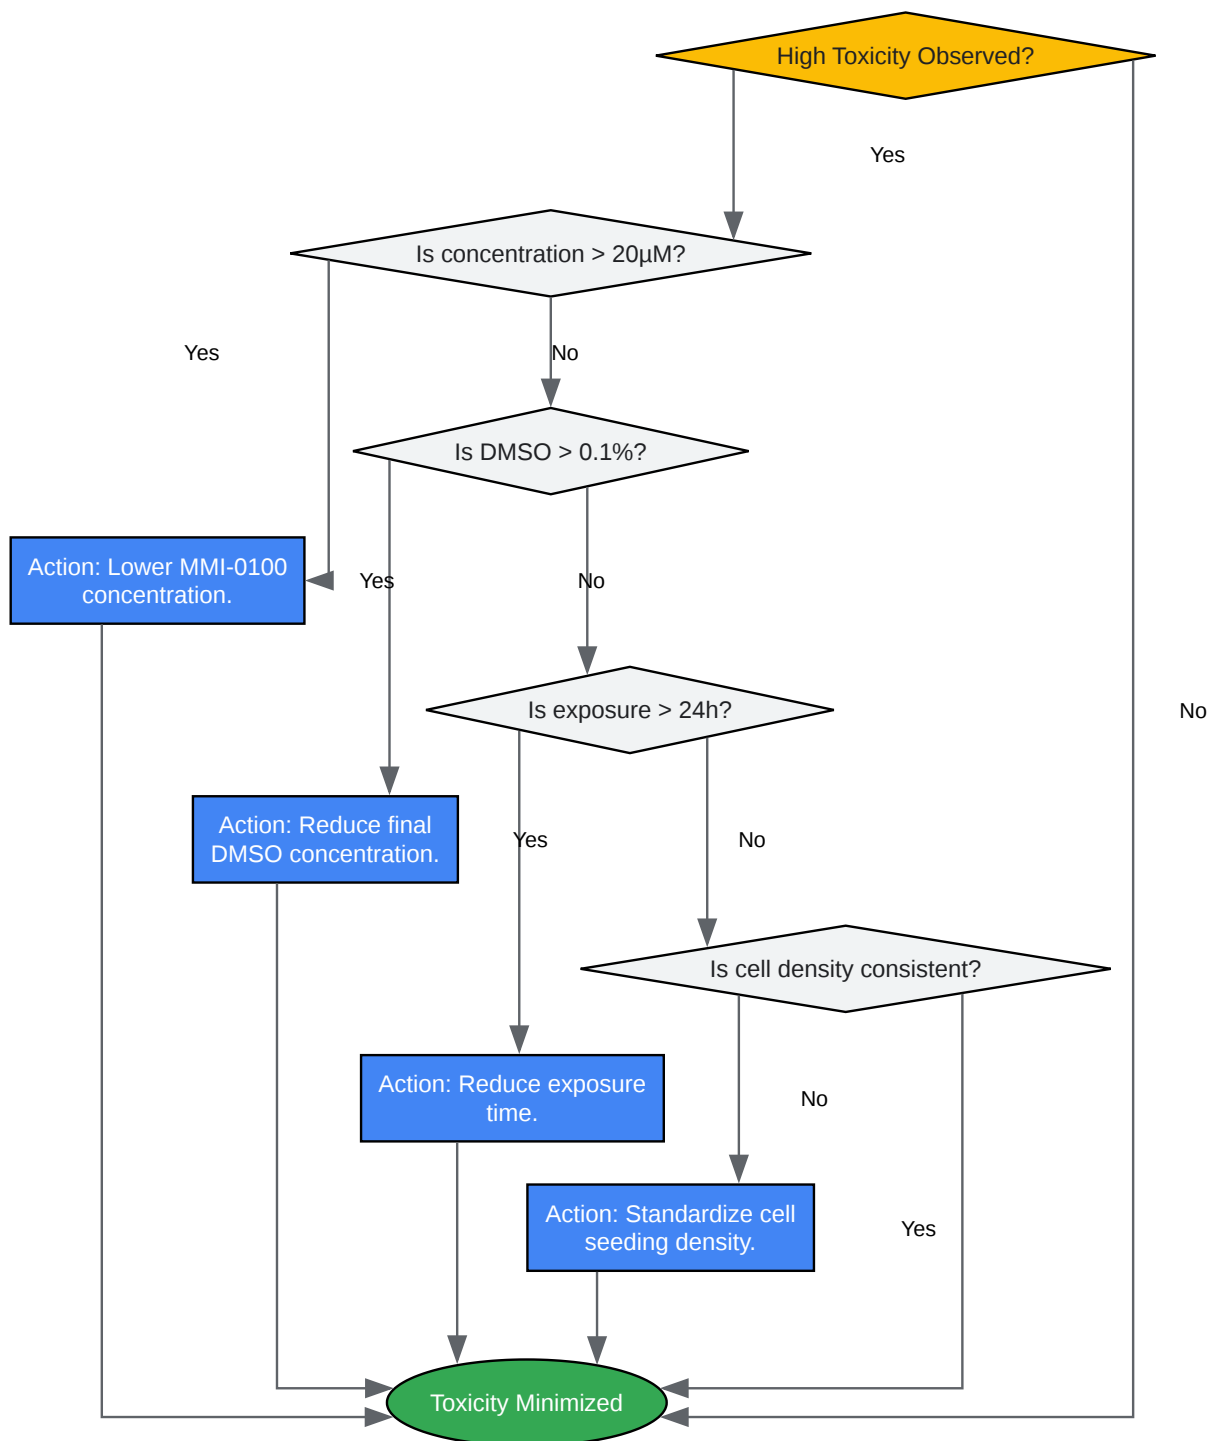 High Toxicity Observed?
Yes
Is concentration > 20µM?
Yes
No
Is DMSO > 0.1%?
Action: Lower MMI-0100
concentration.
Yes
No
Is exposure > 24h?
No
Action: Reduce final
DMSO concentration.
Yes
No
Is cell density consistent?
Action: Reduce exposure
time.
No
Action: Standardize cell
seeding density.
Yes
Toxicity Minimized